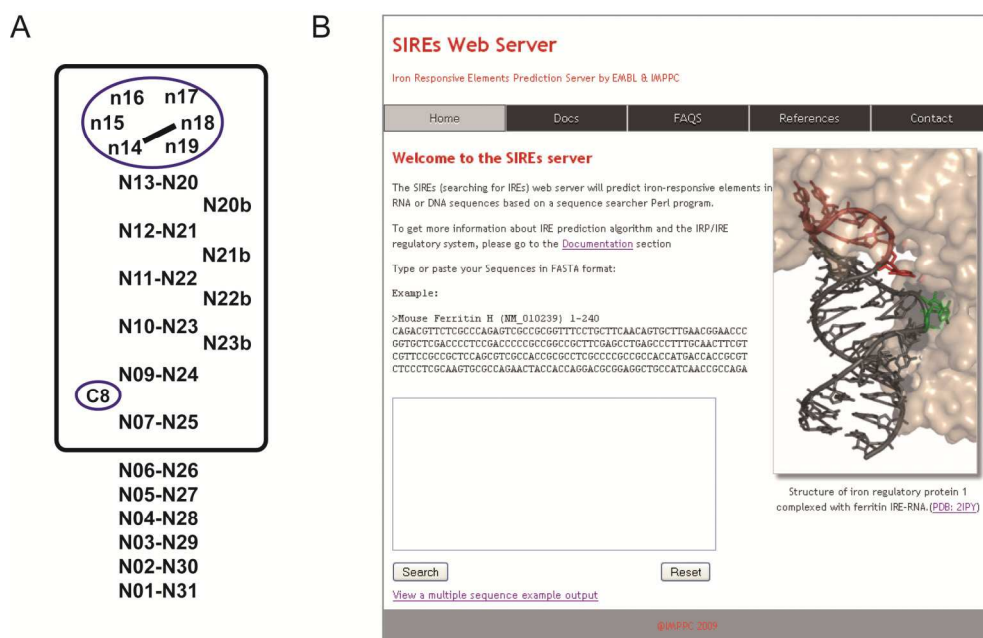 A
n16 n17
n15 n18
n14 n19
N13-N20
N20b
N12-N21
N21b
N11-N22
N22b
N10-N23
N23b
N09-N24
C8
N07-N25
N06-N26
N05-N27
N04-N28
N03-N29
N02-N30
N01-N31
B
SIREs Web Server
Iron Responsive Elements Prediction Server by EMBL & IMPPC
Home Docs FAQS References Contact
Welcome to the SIREs server
The SIREs (searching for IREs) web server will predict iron-responsive elements in
RNA or DNA sequences based on a sequence searcher Perl program.
To get more information about IRE prediction algorithm and the IRP/IRE
regulatory system, please go to the Documentation section
Type or paste your Sequences in FASTA format:
Example:
>Mouse Ferritin H (NM_010239) 1-240
CAGACGTTCTCGCCCAGAGTCGCCGCGGTTTCCTGCTTCAACAGTGCTTGAACGGAACCC
GGTGCTCGACCCCTCCGACCCCCGCCGGCCGCTTCGAGCCTGAGCCCTTTGCAACTTCGT
CGTTCCGCCGCTCCAGCGTCGCCACCGCGCCTCGCCCCGCCGCCACCATGACCACCGCGT
CTCCCTCGCAAGTGCGCCAGAACTACCACCAGGACGCGGAGGCTGCCATCAACCGCCAGA
Search Reset
View a multiple sequence example output
Structure of iron regulatory protein 1
complexed with ferritin IRE-RNA.(PDB: 2IPY)
@IMPPC 2009